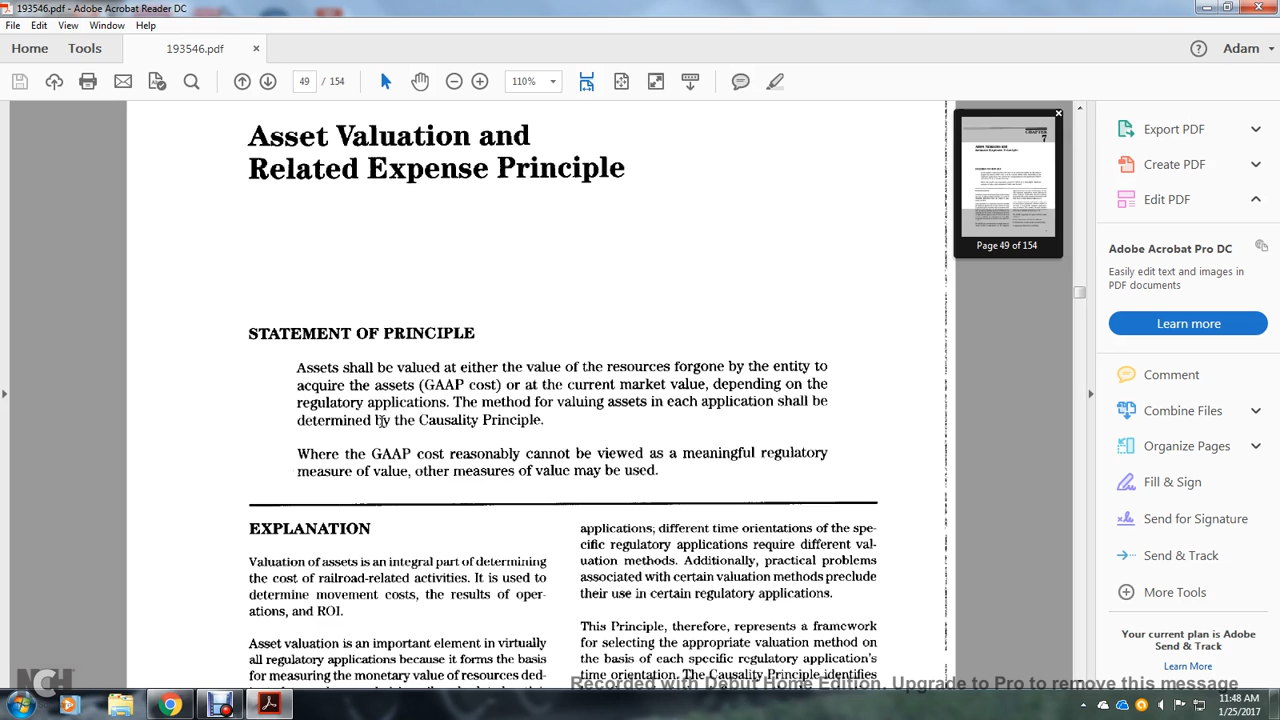 193546.pdf - Adobe Acrobat Reader DC
File Edit View Window Help
Home Tools 193546.pdf × Adam
49 / 154 110%
Asset Valuation and
Related Expense Principle
STATEMENT OF PRINCIPLE
Assets shall be valued at either the value of the resources forgone by the entity to
acquire the assets (GAAP cost) or at the current market value, depending on the
regulatory applications. The method for valuing assets in each application shall be
determined by the Causality Principle.
Where the GAAP cost reasonably cannot be viewed as a meaningful regulatory
measure of value, other measures of value may be used.
EXPLANATION
Valuation of assets is an integral part of determining
the cost of railroad-related activities. It is used to
determine movement costs, the results of oper-
ations, and ROI.
Asset valuation is an important element in virtually
all regulatory applications because it forms the basis
for measuring the monetary value of resources ded-
applications; different time orientations of the spe-
cific regulatory applications require different val-
uation methods. Additionally, practical problems
associated with certain valuation methods preclude
their use in certain regulatory applications.
This Principle, therefore, represents a framework
for selecting the appropriate valuation method on
the basis of each specific regulatory application's
time orientation. The Causality Principle identifies
CHAPTER
7
Page 49 of 154
Export PDF
Create PDF
Edit PDF
Adobe Acrobat Pro DC
Easily edit text and images in
PDF documents
Learn more
Comment
Combine Files
Organize Pages
Fill & Sign
Send for Signature
Send & Track
More Tools
Your current plan is Adobe
Send & Track
Learn More
NCH
Recorded with Debut Home Edition. Upgrade to Pro to remove this message
11:48 AM
1/25/2017